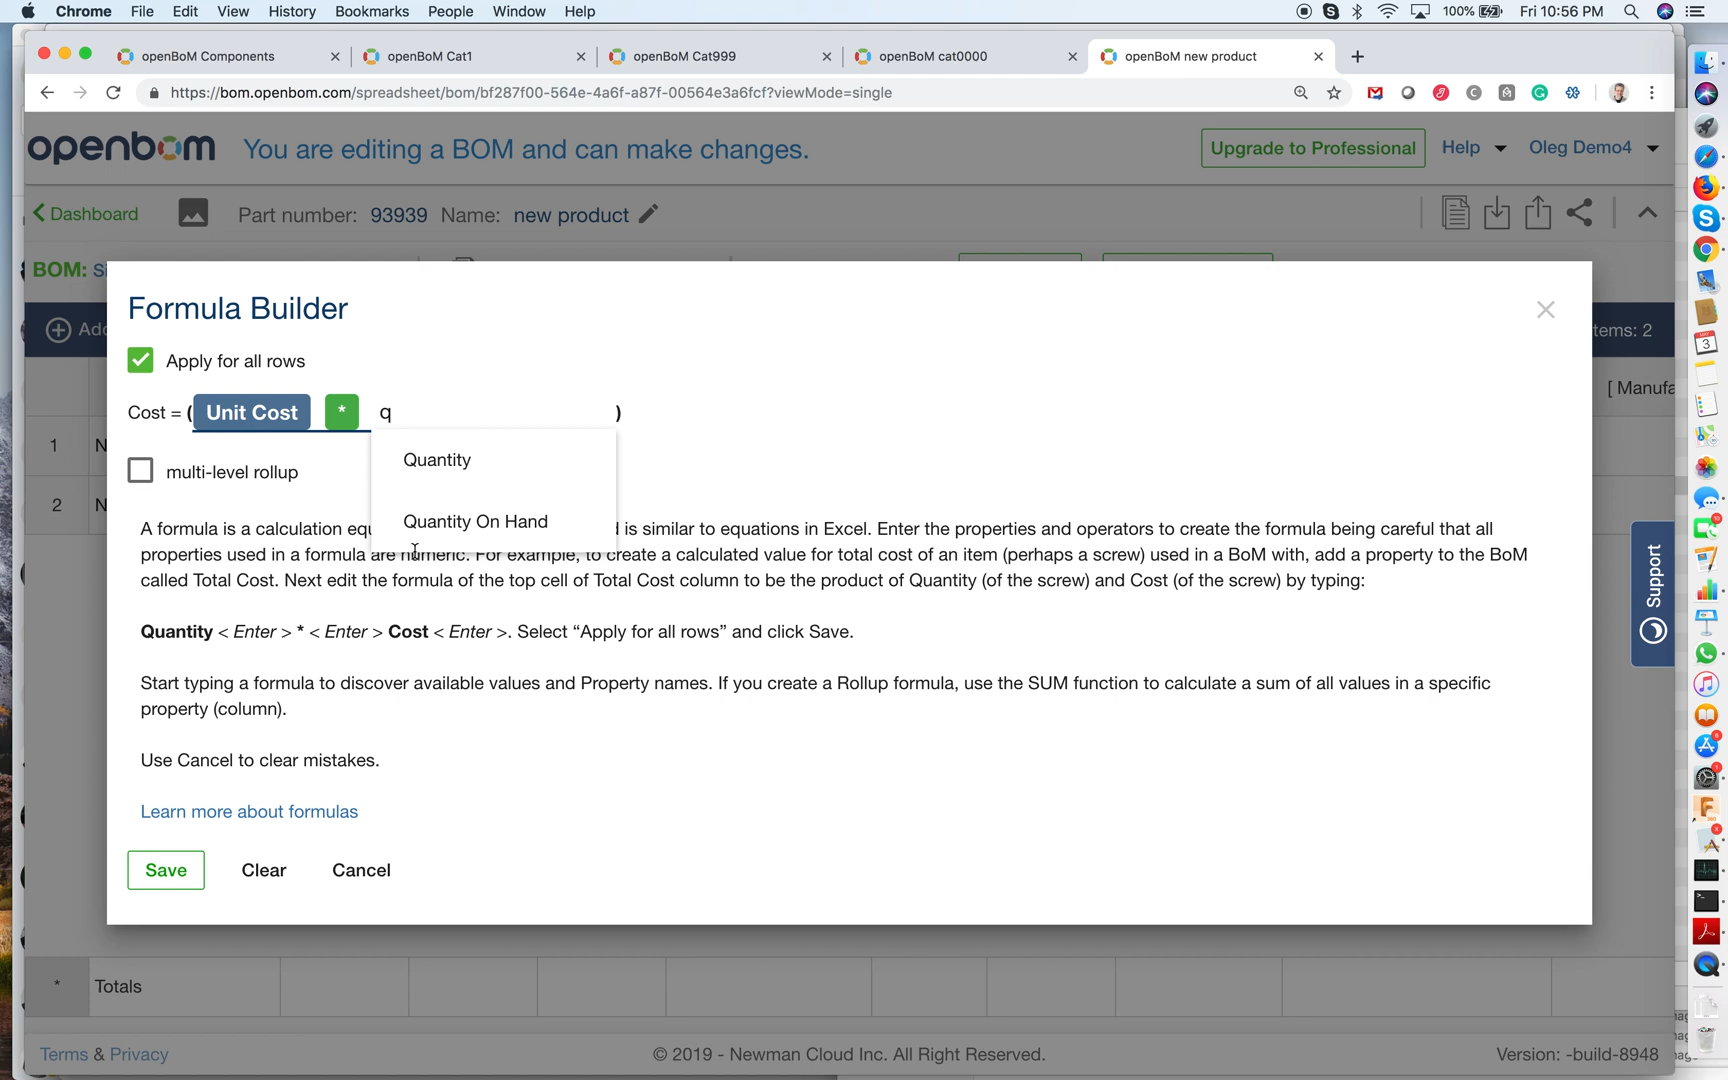 Chrome File Edit View History Bookmarks People Window Help 100% Fri 10:56 PM
openBoM Components openBoM Cat1 openBoM Cat999 openBoM cat0000 openBoM new product
https://bom.openbom.com/spreadsheet/bom/bf287f00-564e-4a6f-a87f-00564e3a6fcf?viewMode=single
openbom You are editing a BOM and can make changes. Upgrade to Professional Help Oleg Demo4
Dashboard Part number: 93939 Name: new product
BOM: Si
Formula Builder
Add
tems: 2
Apply for all rows
[ Manufa
Cost = ( Unit Cost * q )
1 N
Quantity
multi-level rollup
2 N
Quantity On Hand
A formula is a calculation equ is similar to equations in Excel. Enter the properties and operators to create the formula being careful that all
properties used in a formula are numeric. For example, to create a calculated value for total cost of an item (perhaps a screw) used in a BoM with, add a property to the BoM
called Total Cost. Next edit the formula of the top cell of Total Cost column to be the product of Quantity (of the screw) and Cost (of the screw) by typing:
Quantity < Enter > * < Enter > Cost < Enter >. Select “Apply for all rows” and click Save.
Support
Start typing a formula to discover available values and Property names. If you create a Rollup formula, use the SUM function to calculate a sum of all values in a specific
property (column).
Use Cancel to clear mistakes.
Learn more about formulas
Save Clear Cancel
* Totals
Terms & Privacy © 2019 - Newman Cloud Inc. All Right Reserved. Version: -build-8948